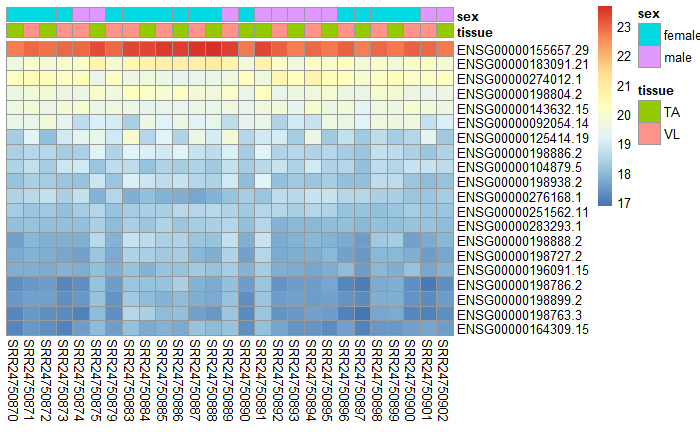 sex
tissue
ENSG00000155657.29
ENSG00000183091.21
ENSG00000274012.1
ENSG00000198804.2
ENSG00000143632.15
ENSG00000092054.14
ENSG00000125414.19
ENSG00000198886.2
ENSG00000104879.5
ENSG00000198938.2
ENSG00000276168.1
ENSG00000251562.11
ENSG00000283293.1
ENSG00000198888.2
ENSG00000198727.2
ENSG00000196091.15
ENSG00000198786.2
ENSG00000198899.2
ENSG00000198763.3
ENSG00000164309.15
SRR24750870
SRR24750871
SRR24750872
SRR24750873
SRR24750874
SRR24750875
SRR24750879
SRR24750883
SRR24750884
SRR24750885
SRR24750886
SRR24750887
SRR24750888
SRR24750889
SRR24750890
SRR24750891
SRR24750892
SRR24750893
SRR24750894
SRR24750895
SRR24750896
SRR24750897
SRR24750898
SRR24750899
SRR24750900
SRR24750901
SRR24750902
23
22
21
20
19
18
17
sex
female
male
tissue
TA
VL